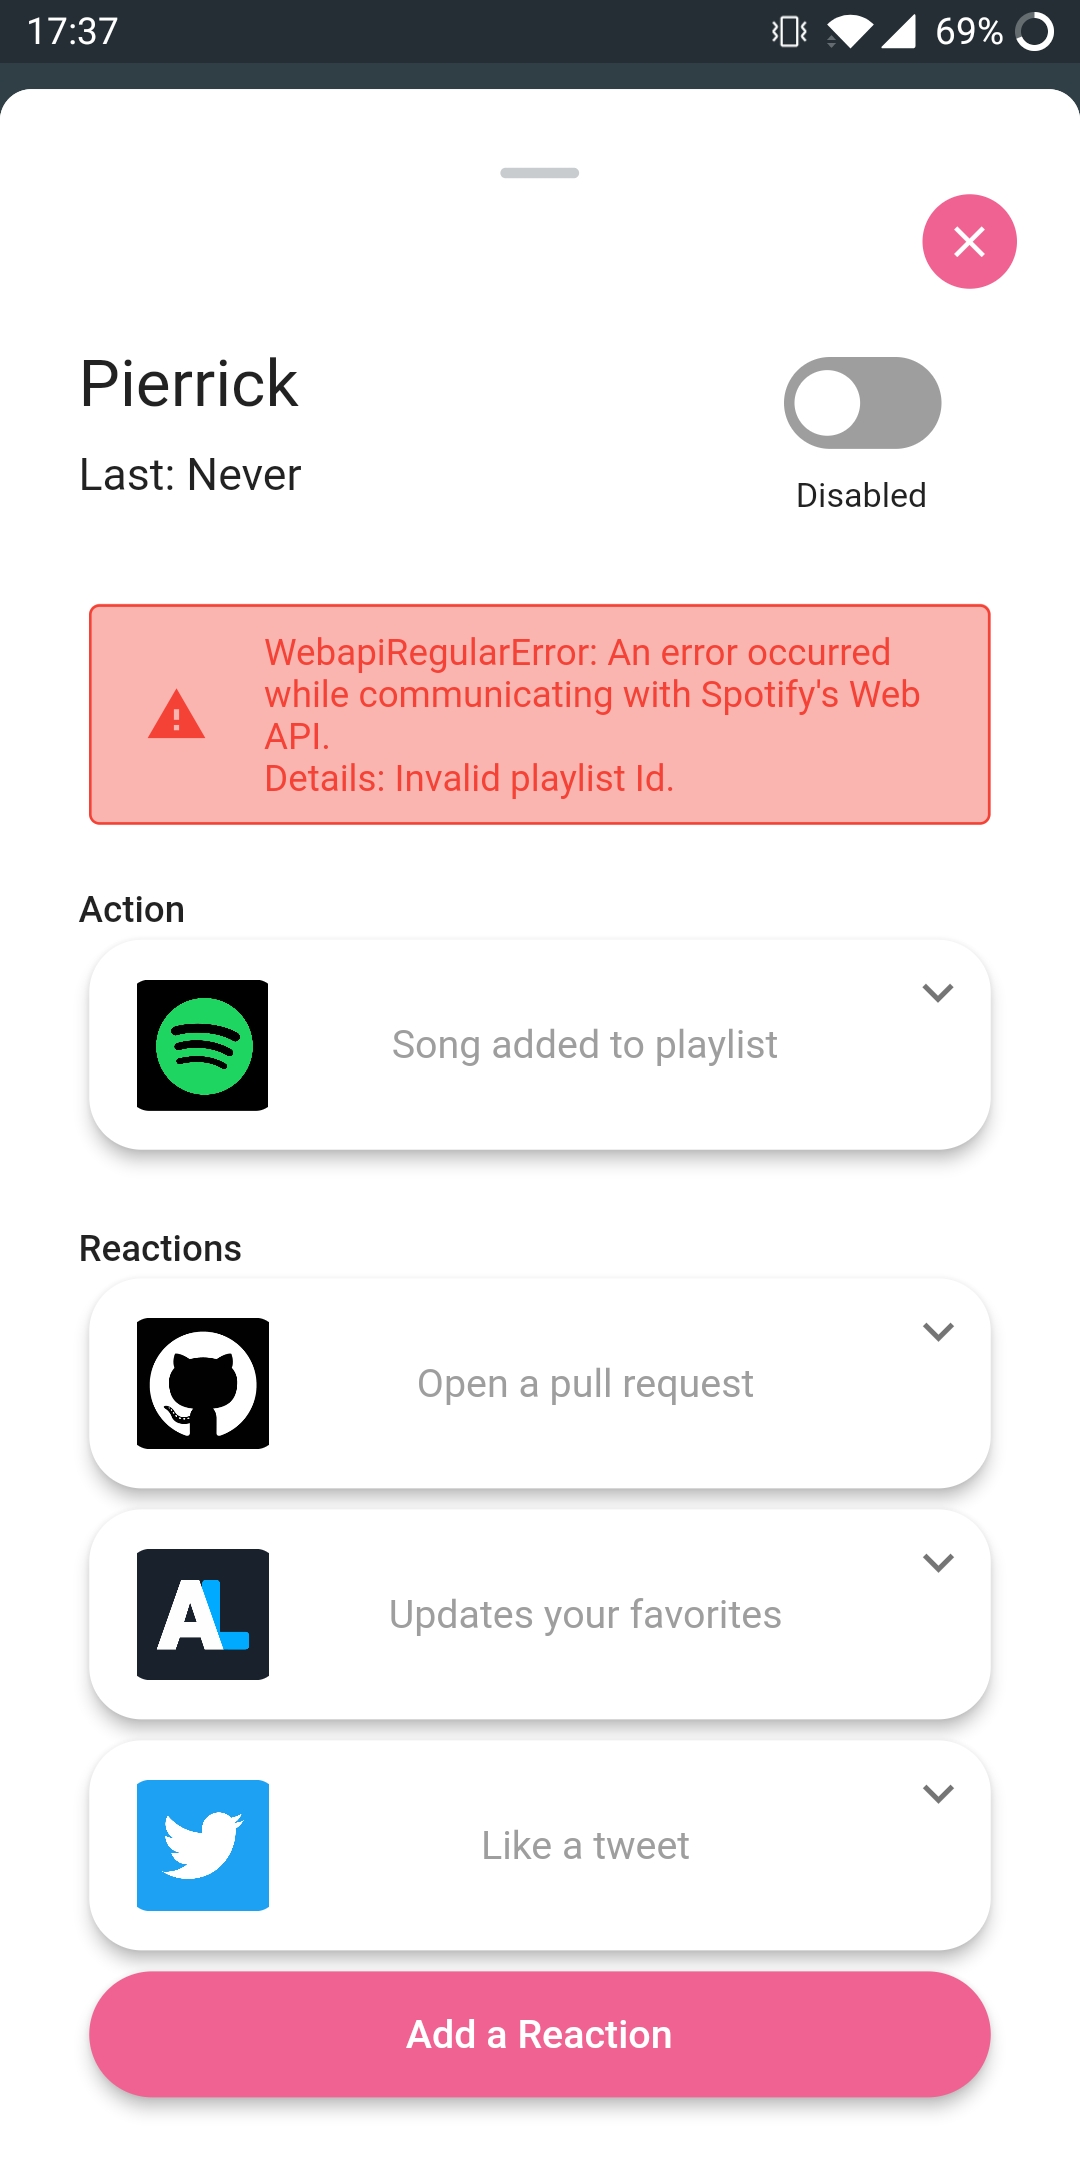 17:37
69%
Pierrick
Last: Never
Disabled
WebapiRegularError: An error occurred
while communicating with Spotify's Web
API.
Details: Invalid playlist Id.
Action
Song added to playlist
Reactions
Open a pull request
AL
Updates your favorites
Like a tweet
Add a Reaction